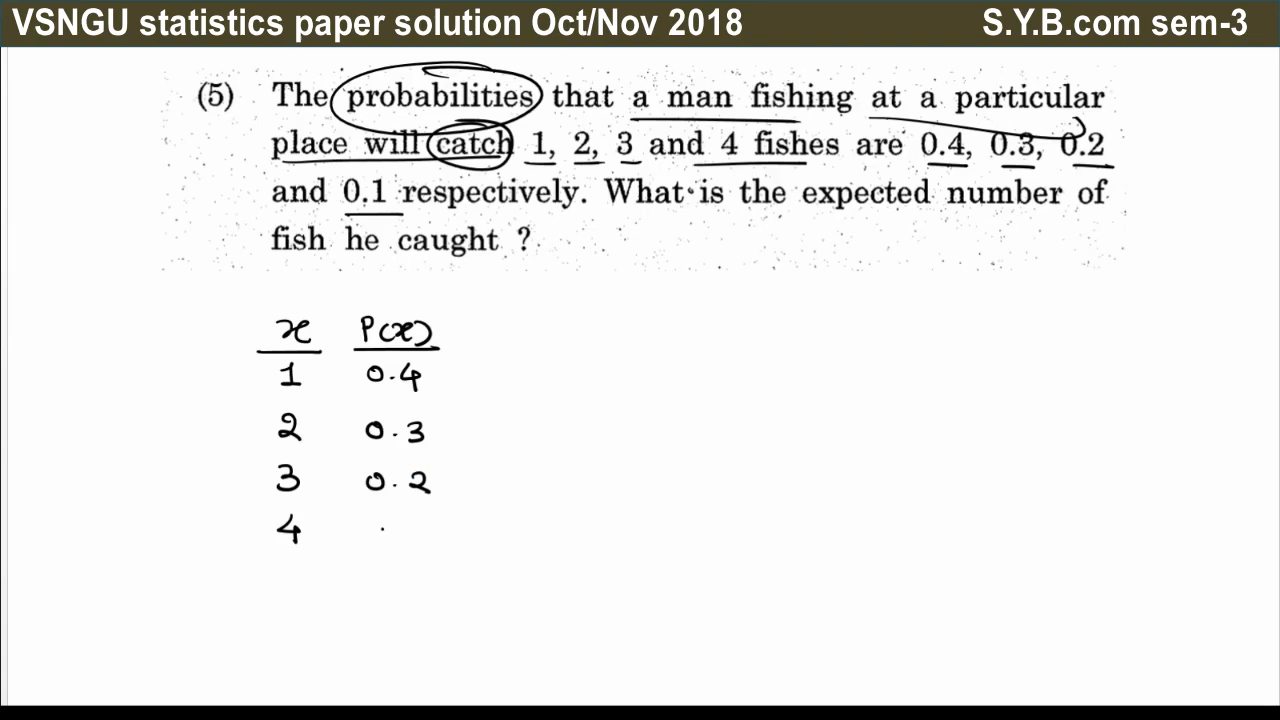 VSNGU statistics paper solution Oct/Nov 2018 S.Y.B.com sem-3
(5) The probabilities that a man fishing at a particular
place will catch 1, 2, 3 and 4 fishes are 0.4, 0.3, 0.2
and 0.1 respectively. What is the expected number of
fish he caught ?
x P(x)
1 0.4
2 0.3
3 0.2
4 .